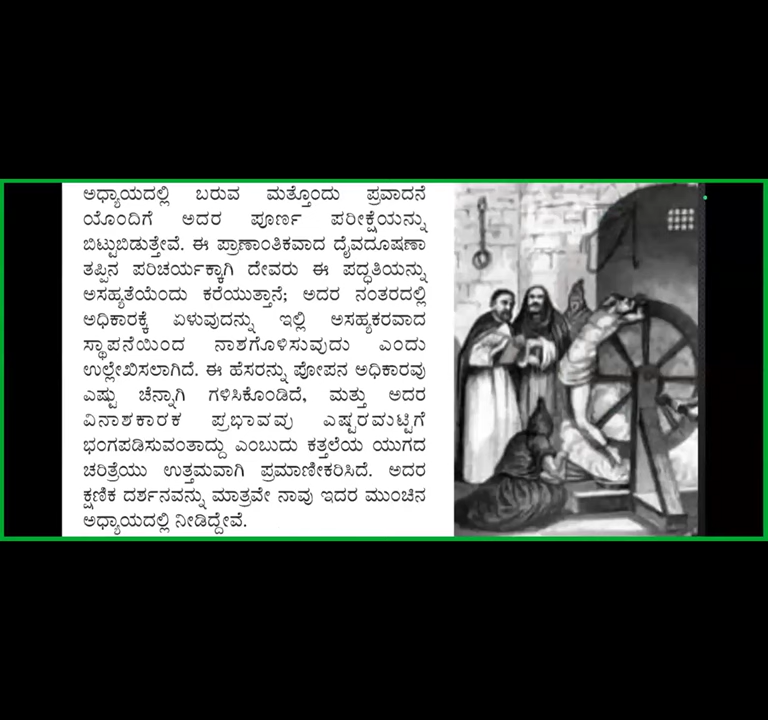 ಅಧ್ಯಾಯದಲ್ಲಿ ಬರುವ ಮತ್ತೊಂದು ಪ್ರವಾದನೆ
ಯೊಂದಿಗೆ ಅದರ ಪೂರ್ಣ ಪರೀಕ್ಷೆಯನ್ನು
ಬಿಟ್ಟುಬಿಡುತ್ತೇವೆ. ಈ ಪ್ರಾಣಾಂತಿಕವಾದ ದೈವದೂಷಣಾ
ತಪ್ಪಿನ ಪರಿಚರ್ಯಕ್ಕಾಗಿ ದೇವರು ಈ ಪದ್ಧತಿಯನ್ನು
ಅಸಹ್ಯತೆಯೆಂದು ಕರೆಯುತ್ತಾನೆ; ಅದರ ನಂತರದಲ್ಲಿ
ಅಧಿಕಾರಕ್ಕೆ ಏಳುವುದನ್ನು ಇಲ್ಲಿ ಅಸಹ್ಯಕರವಾದ
ಸ್ಥಾಪನೆಯಿಂದ ನಾಶಗೊಳಿಸುವುದು ಎಂದು
ಉಲ್ಲೇಖಿಸಲಾಗಿದೆ. ಈ ಹೆಸರನ್ನು ಪೋಪನ ಅಧಿಕಾರವು
ಎಷ್ಟು ಚೆನ್ನಾಗಿ ಗಳಿಸಿಕೊಂಡಿದೆ, ಮತ್ತು ಅದರ
ವಿನಾಶಕಾರಕ ಪ್ರಭಾವವು ಎಷ್ಟರಮಟ್ಟಿಗೆ
ಭಂಗಪಡಿಸುವಂತಾದ್ದು ಎಂಬುದು ಕತ್ತಲೆಯ ಯುಗದ
ಚರಿತ್ರೆಯು ಉತ್ತಮವಾಗಿ ಪ್ರಮಾಣೀಕರಿಸಿದೆ. ಅದರ
ಕ್ಷಣಿಕ ದರ್ಶನವನ್ನು ಮಾತ್ರವೇ ನಾವು ಇದರ ಮುಂಚಿನ
ಅಧ್ಯಾಯದಲ್ಲಿ ನೀಡಿದ್ದೇವೆ.